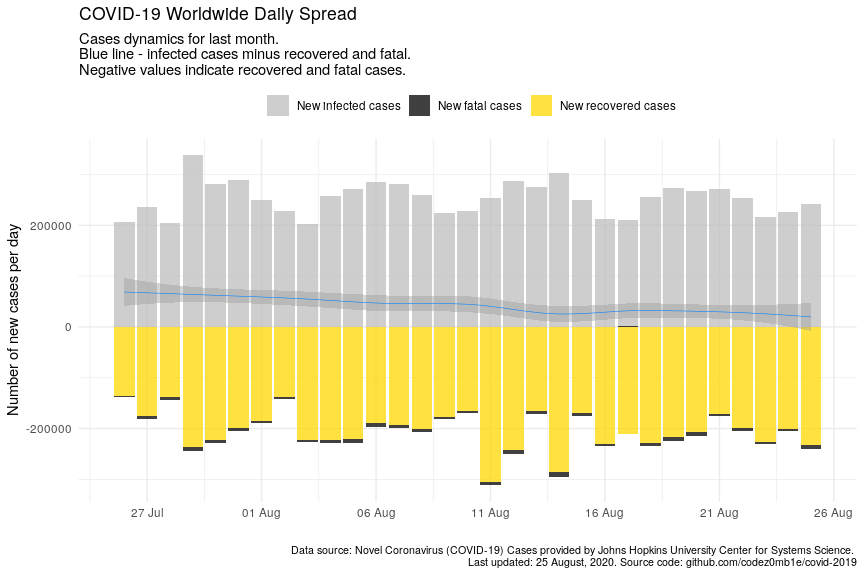 COVID-19 Worldwide Daily Spread
Cases dynamics for last month.
Blue line - infected cases minus recovered and fatal.
Negative values indicate recovered and fatal cases.
New infected cases New fatal cases New recovered cases
Number of new cases per day
200000
0
-200000
27 Jul 01 Aug 06 Aug 11 Aug 16 Aug 21 Aug 26 Aug
Data source: Novel Coronavirus (COVID-19) Cases provided by Johns Hopkins University Center for Systems Science.
Last updated: 25 August, 2020. Source code: github.com/codez0mb1e/covid-2019